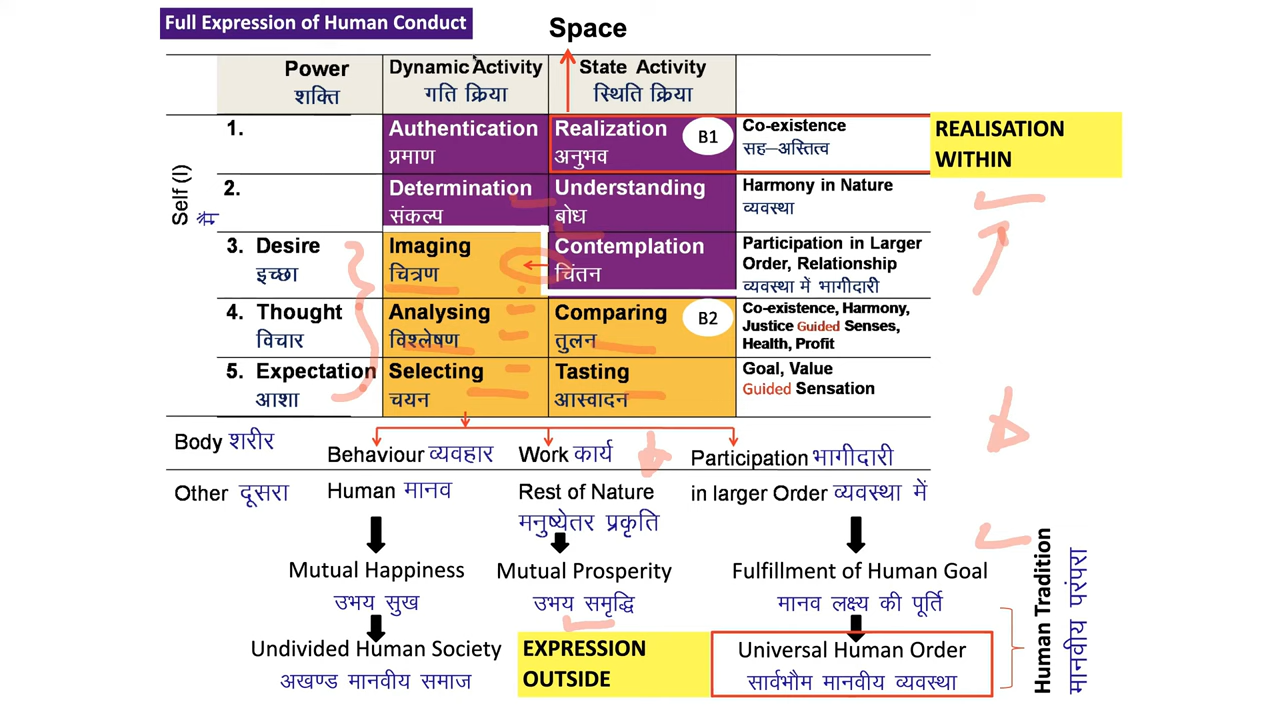 Full Expression of Human Conduct
Space
Power
शक्ति
Dynamic Activity
गति क्रिया
State Activity
स्थिति क्रिया
Self (I)
मैं
1.
Authentication
प्रमाण
Realization
अनुभव
B1
Co-existence
सह–अस्तित्व
REALISATION
WITHIN
2.
Determination
संकल्प
Understanding
बोध
Harmony in Nature
व्यवस्था
3. Desire
इच्छा
Imaging
चित्रण
Contemplation
चिंतन
Participation in Larger
Order, Relationship
व्यवस्था में भागीदारी
4. Thought
विचार
Analysing
विश्लेषण
Comparing
तुलन
B2
Co-existence, Harmony,
Justice Guided Senses,
Health, Profit
5. Expectation
आशा
Selecting
चयन
Tasting
आस्वादन
Goal, Value
Guided Sensation
Body शरीर
Behaviour व्यवहार
Work कार्य
Participation भागीदारी
Other दूसरा
Human मानव
Rest of Nature
मनुष्येतर प्रकृति
in larger Order व्यवस्था में
Mutual Happiness
उभय सुख
Mutual Prosperity
उभय समृद्धि
Fulfillment of Human Goal
मानव लक्ष्य की पूर्ति
Undivided Human Society
अखण्ड मानवीय समाज
EXPRESSION
OUTSIDE
Universal Human Order
सार्वभौम मानवीय व्यवस्था
Human Tradition
मानवीय परंपरा